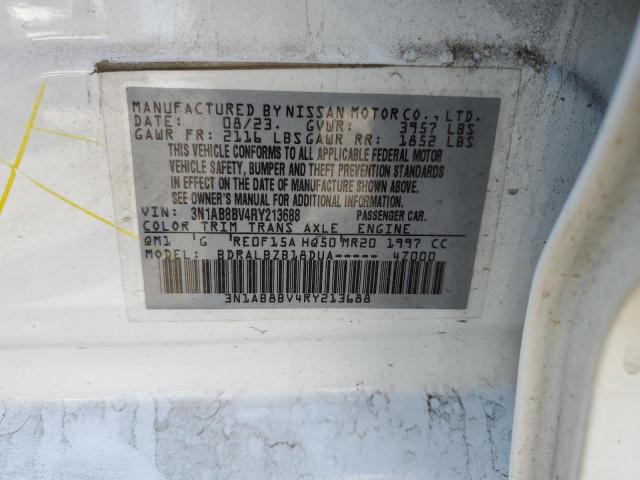 MANUFACTURED BY NISSAN MOTOR CO., LTD.
DATE: 08/23. GVWR: 3957 LBS
GAWR FR: 2116 LBS GAWR RR: 1852 LBS
THIS VEHICLE CONFORMS TO ALL APPLICABLE FEDERAL MOTOR
VEHICLE SAFETY, BUMPER AND THEFT PREVENTION STANDARDS
IN EFFECT ON THE DATE OF MANUFACTURE SHOWN ABOVE.
SEE OWNER'S MANUAL FOR ADDITIONAL INFORMATION.
VIN: 3N1AB8BV4RY213688 PASSENGER CAR.
COLOR TRIM TRANS AXLE ENGINE
QM1 G RE0F15A HQ50 MR20 1997 CC
MODEL: BDRALBZB18DUA----- 47000
3N1AB8BV4RY213688